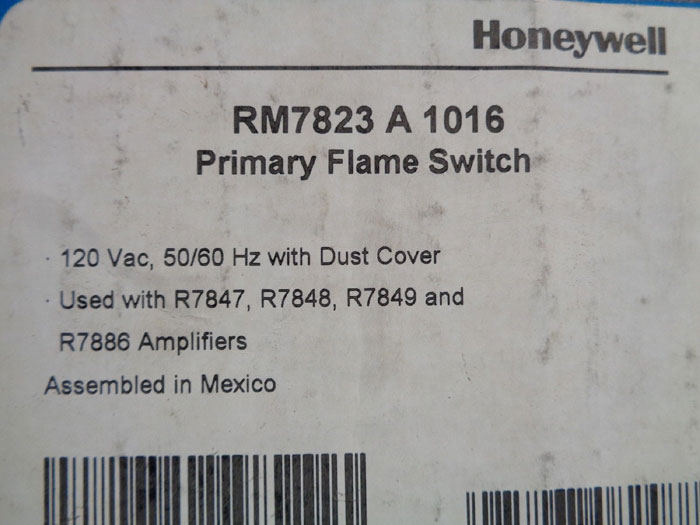 Honeywell
RM7823 A 1016
Primary Flame Switch
· 120 Vac, 50/60 Hz with Dust Cover
· Used with R7847, R7848, R7849 and
R7886 Amplifiers
Assembled in Mexico